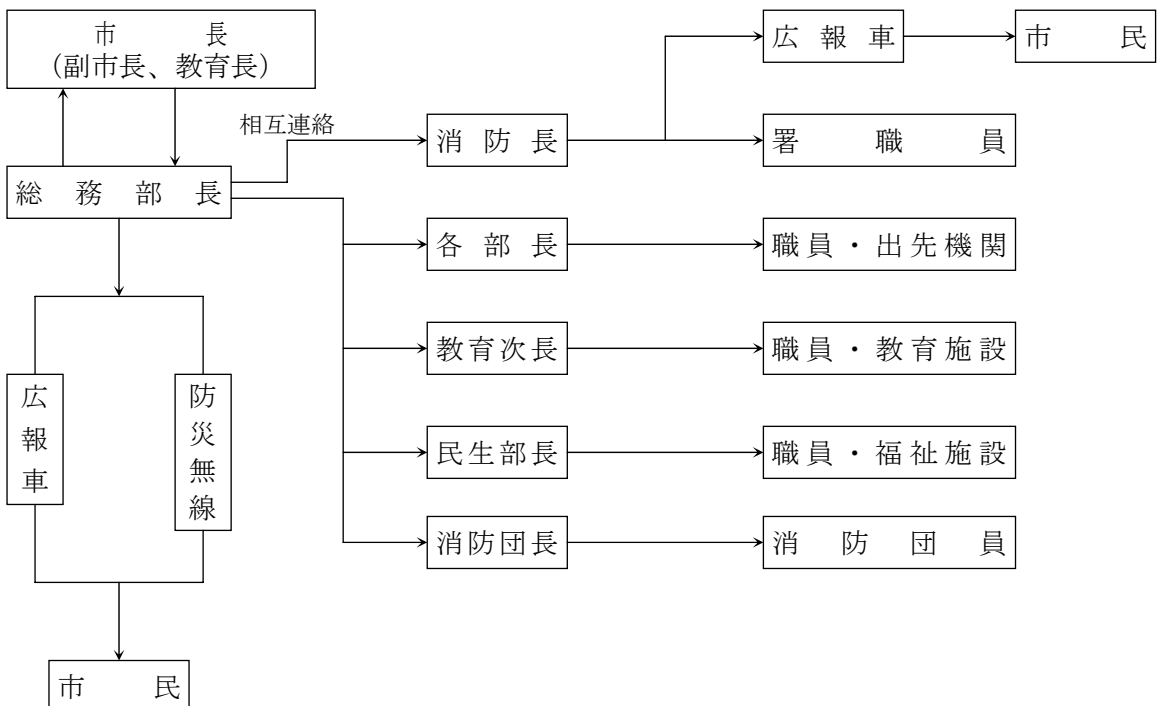 市長
(副市長、教育長)
広報車
市民
相互連絡
消防長
署職員
総務部長
各部長
職員・出先機関
教育次長
職員・教育施設
広報車
防災無線
民生部長
職員・福祉施設
消防団長
消防団員
市民